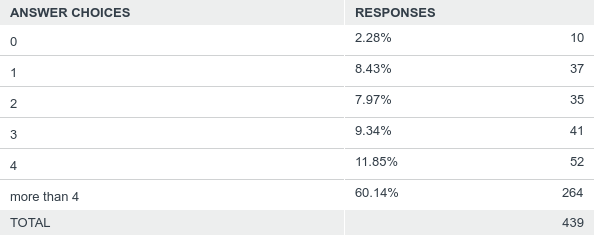 ANSWER CHOICES RESPONSES
0 2.28% 10
1 8.43% 37
2 7.97% 35
3 9.34% 41
4 11.85% 52
more than 4 60.14% 264
TOTAL 439